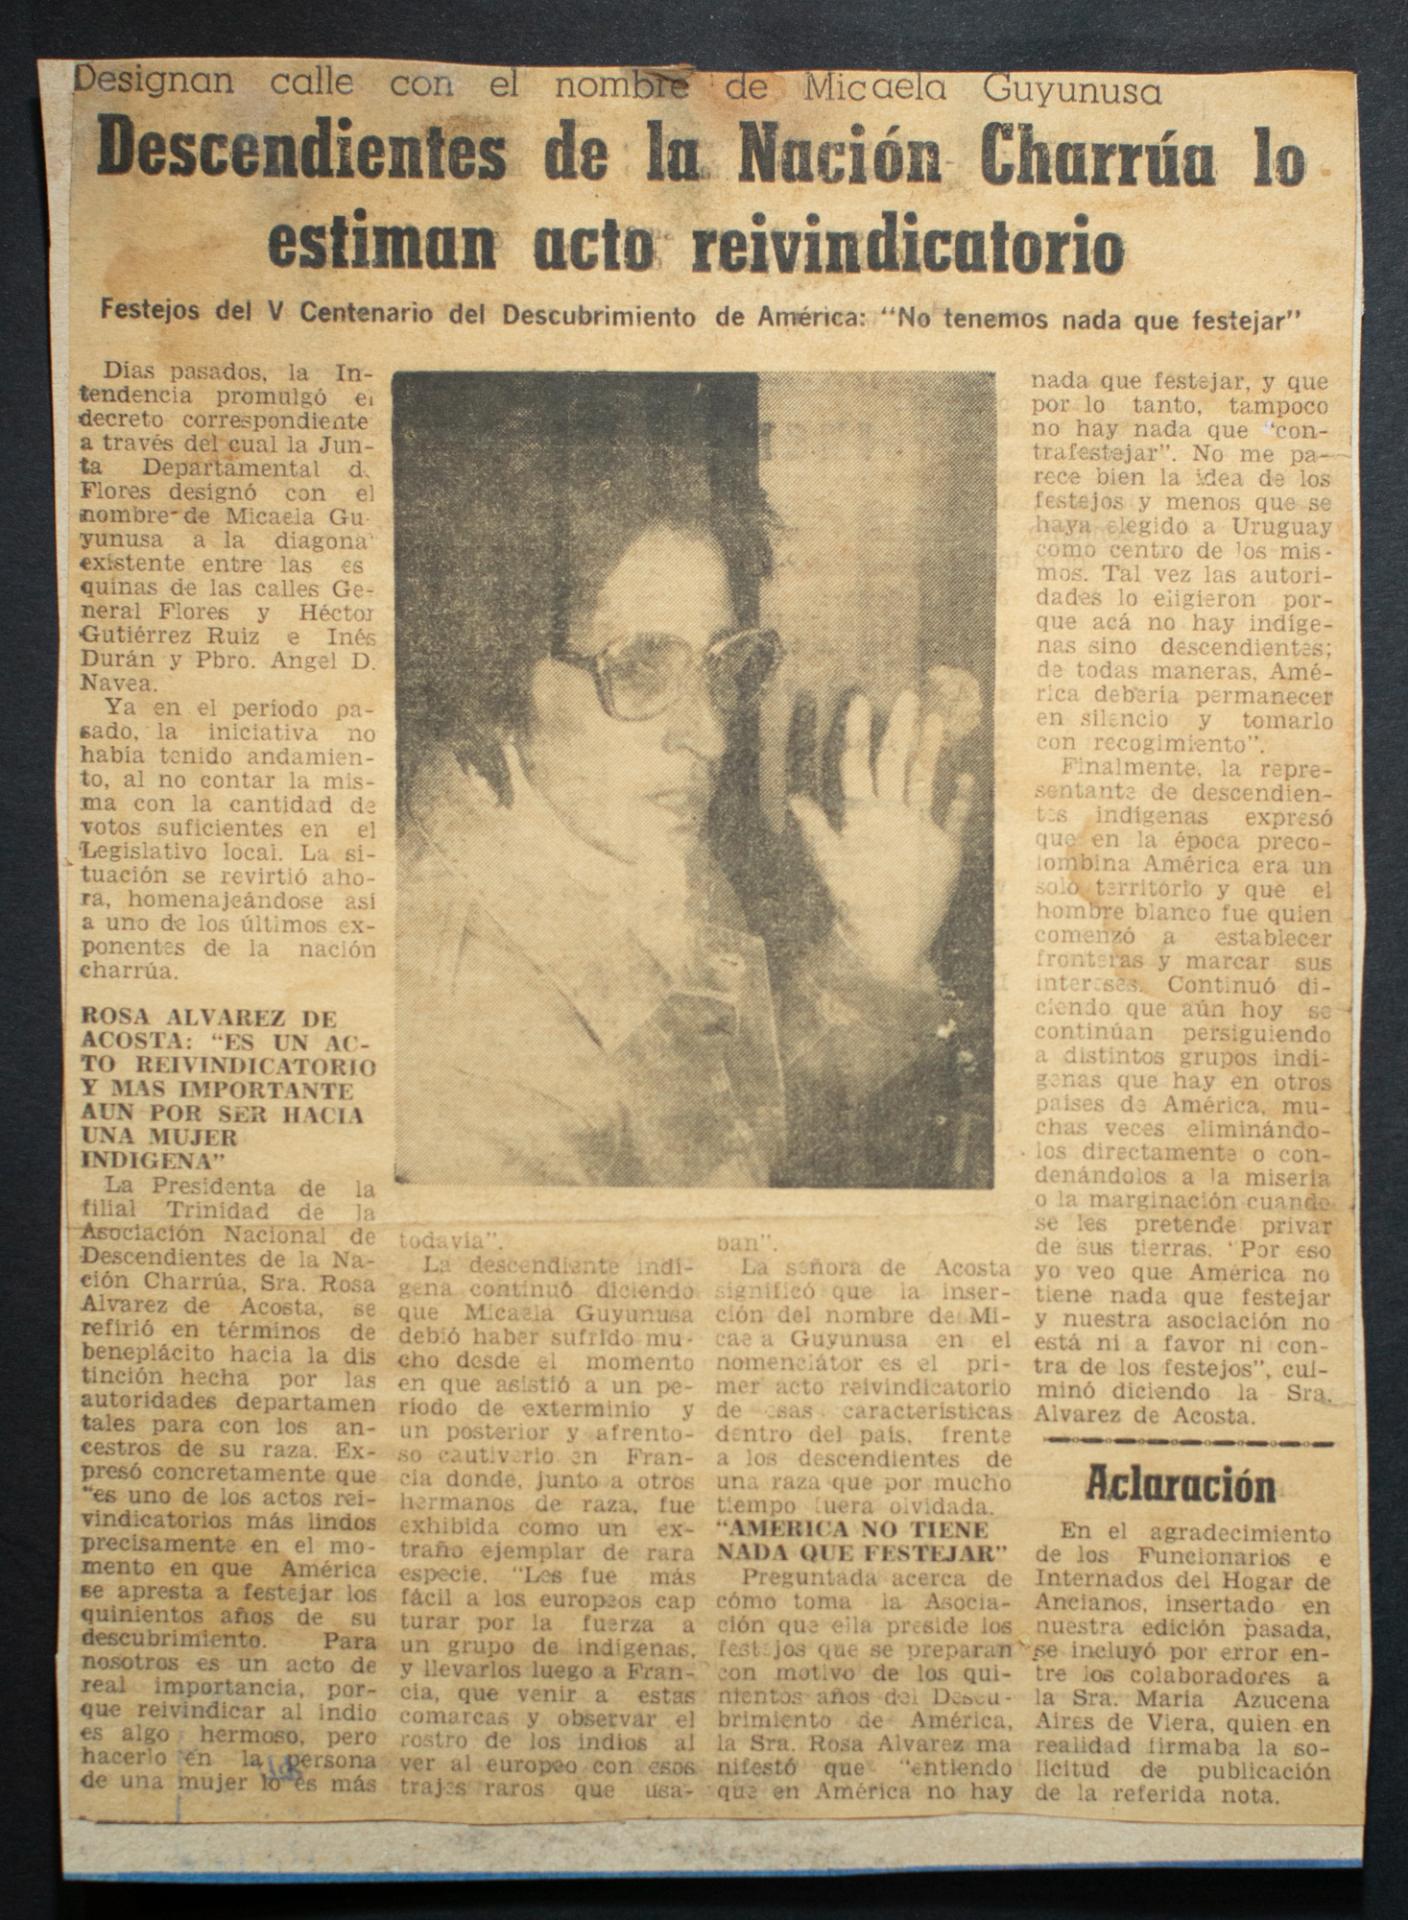 Designan calle con el nombre de Micaela Guyunusa
Descendientes de la Nación Charrúa lo
estiman acto reivindicatorio
Festejos del V Centenario del Descubrimiento de América: "No tenemos nada que festejar"
Días pasados, la In-
tendencia promulgó el
decreto correspondiente
a través del cual la Jun-
ta Departamental d.
Flores designó con el
nombre de Micaela Gu
yunusa a la diagona
existente entre las es
quinas de las calles Ge-
neral Flores y Héctor
Gutiérrez Ruiz e Inés
Durán y Pbro. Angel D.
Navea.
Ya en el período pa-
sado, la iniciativa no
había tenido andamien-
to, al no contar la mis-
ma con la cantidad de
votos suficientes en el
Legislativo local. La si-
tuación se revirtió aho-
ra, homenajeándose así
a uno de los últimos ex-
ponentes de la nación
charrúa.
ROSA ALVAREZ DE
ACOSTA: "ES UN AC-
TO REIVINDICATORIO
Y MAS IMPORTANTE
AUN POR SER HACIA
UNA MUJER
INDIGENA"
La Presidenta de la
filial Trinidad de la
Asociación Nacional de
Descendientes de la Na-
ción Charrúa, Sra. Rosa
Alvarez de Acosta, se
refirió en términos de
beneplácito hacia la dis
tinción hecha por las
autoridades departamen
tales para con los an-
cestros de su raza. Ex-
presó concretamente que
"es uno de los actos rei-
vindicatorios más lindos
precisamente en el mo-
mento en que América
se apresta a festejar los
quinientos años de su
descubrimiento. Para
nosotros es un acto de
real importancia, por-
que reivindicar al indio
es algo hermoso, pero
hacerlo en la persona
de una mujer lo es más
todavía".
La descendiente indí-
gena continuó diciendo
que Micaela Guyunusa
debió haber sufrido mu-
cho desde el momento
en que asistió a un pe-
ríodo de exterminio y
un posterior y afrento-
so cautiverio en Fran-
cia donde, junto a otros
hermanos de raza, fue
exhibida como un ex-
traño ejemplar de rara
especie. "Les fue más
fácil a los europeos cap
turar por la fuerza a
un grupo de indígenas,
y llevarlos luego a Fran-
cia, que venir a estas
comarcas y observar el
rostro de los indios al
ver al europeo con esos
trajes raros que usa-
ban".
La señora de Acosta
significó que la inser-
ción del nombre de Mi-
cae a Guyunusa en el
nomenclátor es el pri-
mer acto reivindicatorio
de esas características
dentro del país, frente
a los descendientes de
una raza que por mucho
tiempo fuera olvidada.
"AMERICA NO TIENE
NADA QUE FESTEJAR"
Preguntada acerca de
cómo toma la Asocia-
ción que ella preside los
festejos que se preparan
con motivo de los qui-
nientos años del Descu-
brimiento de América,
la Sra. Rosa Alvarez ma
nifestó que "entiendo
que en América no hay
nada que festejar, y que
por lo tanto, tampoco
no hay nada que "con-
trafestejar". No me pa-
rece bien la idea de los
festejos y menos que se
haya elegido a Uruguay
como centro de los mis-
mos. Tal vez las autori-
dades lo eligieron por-
que acá no hay indíge-
nas sino descendientes;
de todas maneras, Amé-
rica debería permanecer
en silencio y tomarlo
con recogimiento".
Finalmente, la repre-
sentante de descendien-
tes indígenas expresó
que en la época preco-
lombina América era un
solo territorio y que el
hombre blanco fue quien
comenzó a establecer
fronteras y marcar sus
intereses. Continuó di-
ciendo que aún hoy se
continúan persiguiendo
a distintos grupos indí-
genas que hay en otros
países de América, mu-
chas veces eliminándo-
los directamente o con-
denándolos a la miseria
o la marginación cuando
se les pretende privar
de sus tierras. "Por eso
yo veo que América no
tiene nada que festejar
y nuestra asociación no
está ni a favor ni con-
tra de los festejos", cul-
minó diciendo la Sra.
Alvarez de Acosta.
Aclaración
En el agradecimiento
de los Funcionarios e
Internados del Hogar de
Ancianos, insertado en
nuestra edición pasada,
se incluyó por error en-
tre los colaboradores a
la Sra. María Azucena
Aires de Viera, quien en
realidad firmaba la so-
licitud de publicación
de la referida nota.